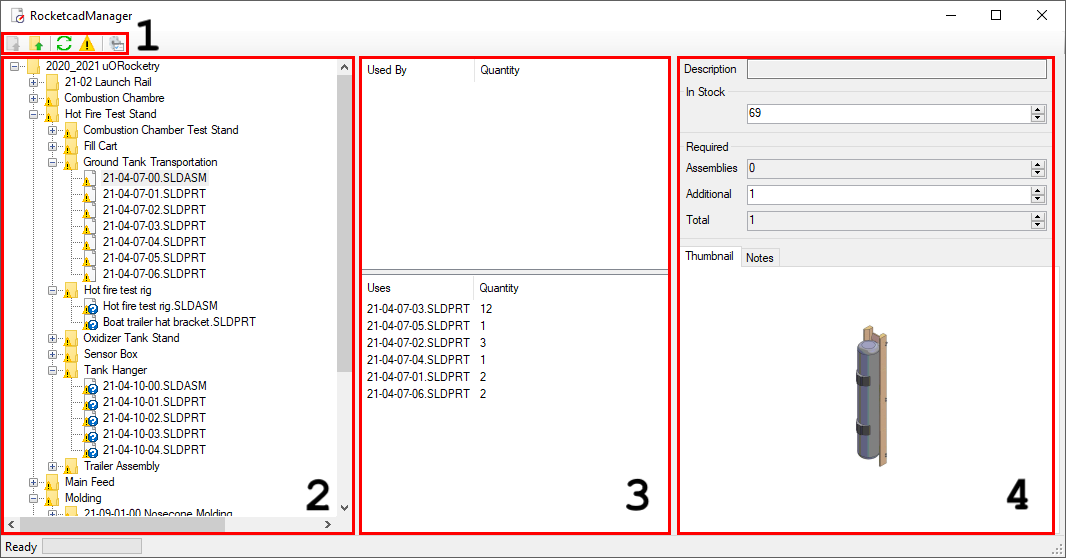 RocketcadManager
1
2020_2021 uORocketry
21-02 Launch Rail
Combustion Chambre
Hot Fire Test Stand
Combustion Chamber Test Stand
Fill Cart
Ground Tank Transportation
21-04-07-00.SLDASM
21-04-07-01.SLDPRT
21-04-07-02.SLDPRT
21-04-07-03.SLDPRT
21-04-07-04.SLDPRT
21-04-07-05.SLDPRT
21-04-07-06.SLDPRT
Hot fire test rig
Hot fire test rig.SLDASM
Boat trailer hat bracket.SLDPRT
Oxidizer Tank Stand
Sensor Box
Tank Hanger
21-04-10-00.SLDASM
21-04-10-01.SLDPRT
21-04-10-02.SLDPRT
21-04-10-03.SLDPRT
21-04-10-04.SLDPRT
Trailer Assembly
Main Feed
Molding
21-09-01-00 Nosecone Molding
2
Used By Quantity
Uses Quantity
21-04-07-03.SLDPRT 12
21-04-07-05.SLDPRT 1
21-04-07-02.SLDPRT 3
21-04-07-04.SLDPRT 1
21-04-07-01.SLDPRT 2
21-04-07-06.SLDPRT 2
3
Description
In Stock
69
Required
Assemblies 0
Additional 1
Total 1
Thumbnail Notes
4
Ready